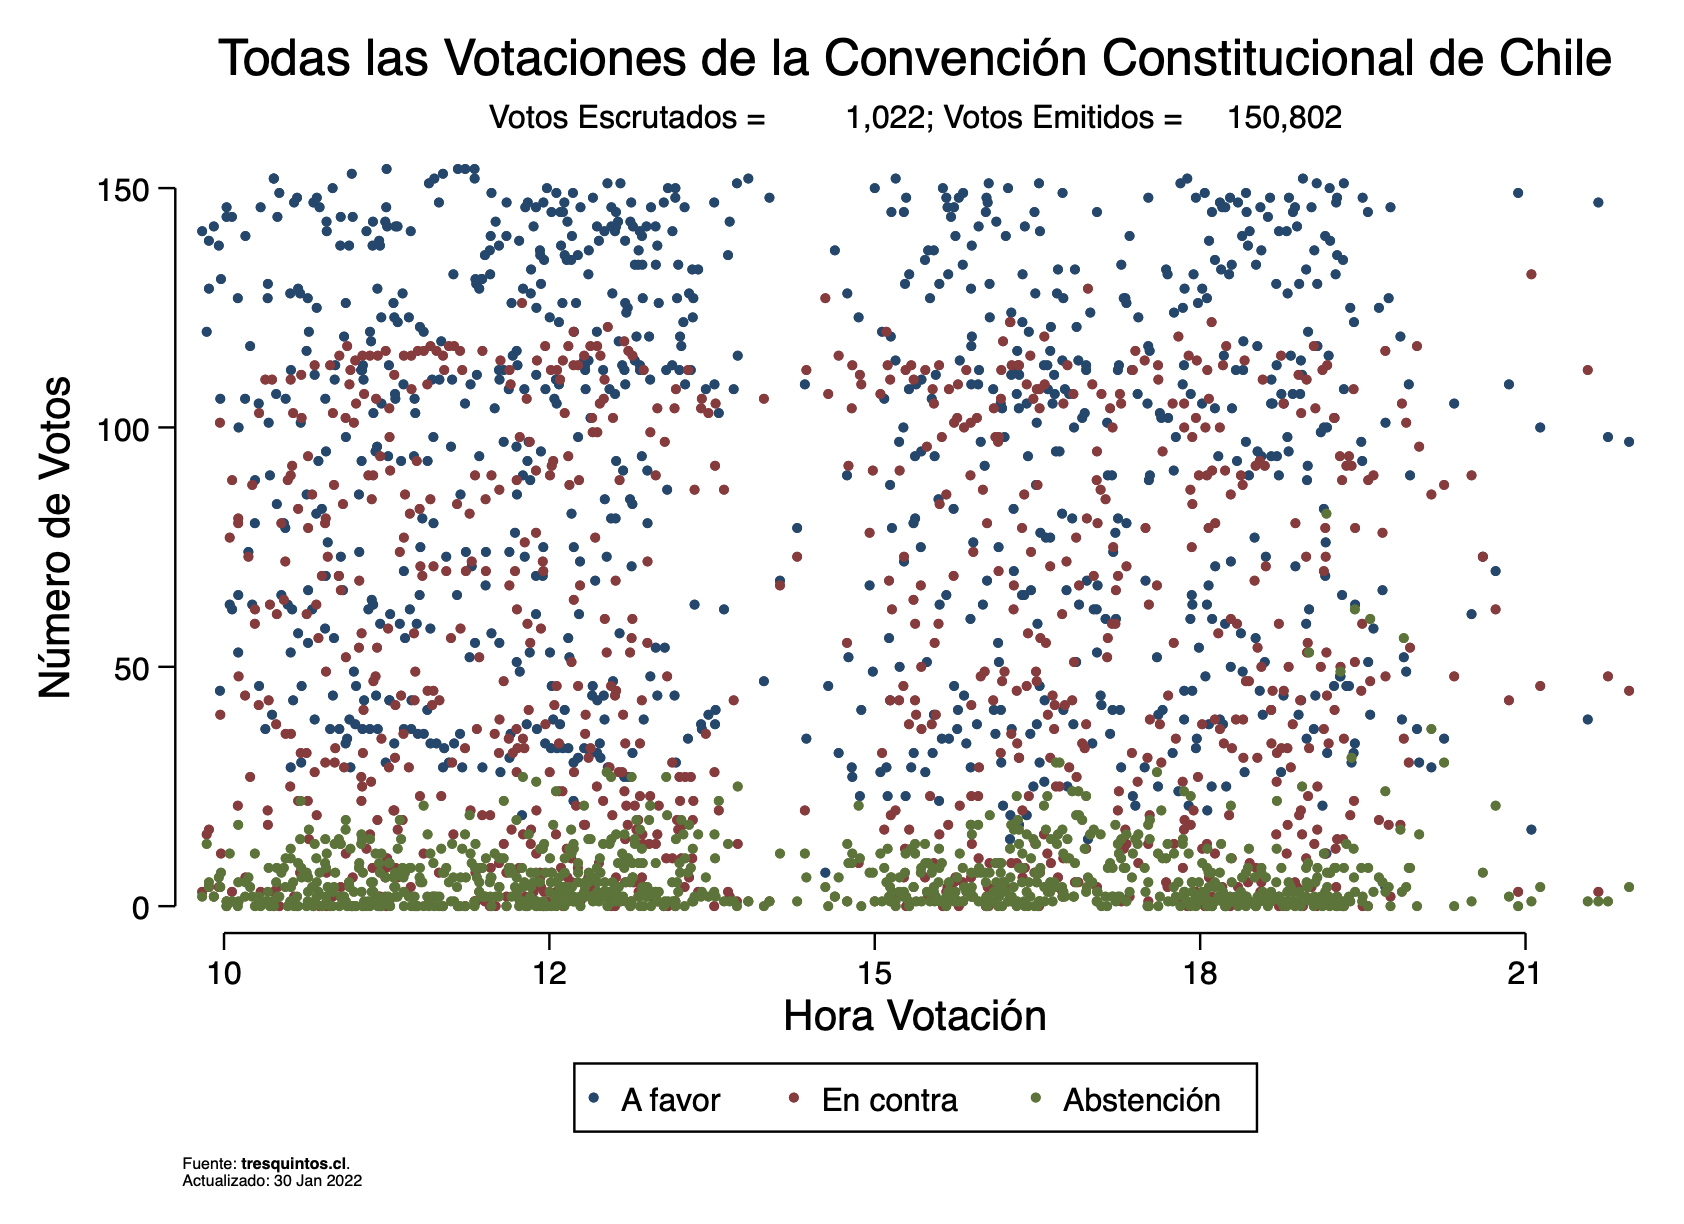 Todas las Votaciones de la Convención Constitucional de Chile
Votos Escrutados = 1,022; Votos Emitidos = 150,802
150
100
50
0
Número de Votos
10 12 15 18 21
Hora Votación
A favor En contra Abstención
Fuente: tresquintos.cl.
Actualizado: 30 Jan 2022